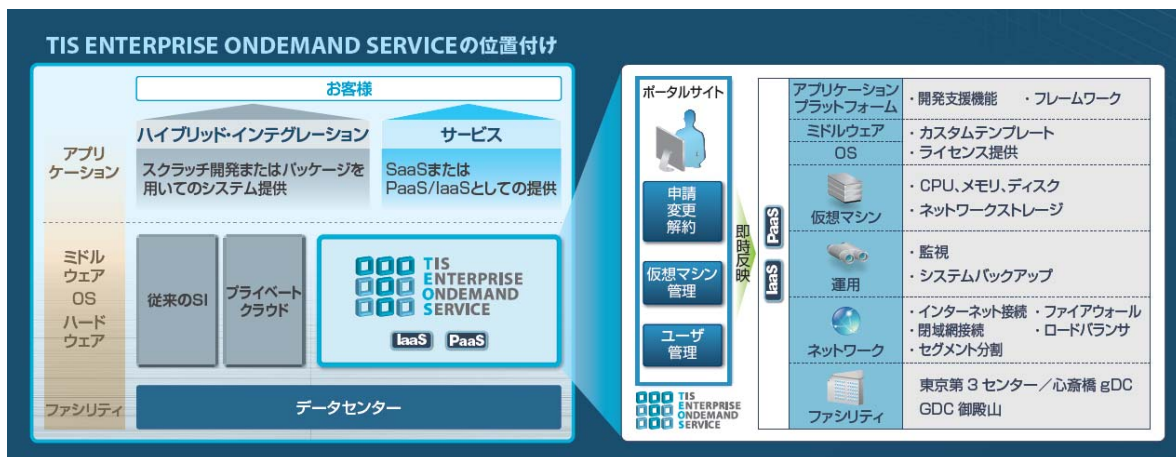 TIS ENTERPRISE ONDEMAND SERVICEの位置付け
お客様
ハイブリッド・インテグレーション
スクラッチ開発またはパッケージを
用いてのシステム提供
サービス
SaaSまたは
PaaS/IaaSとしての提供
アプリ
ケーション
ミドル
ウェア
OS
ハード
ウェア
従来のSI
プライベート
クラウド
TIS
ENTERPRISE
ONDEMAND
SERVICE
IaaS
PaaS
ファシリティ
データセンター
ポータルサイト
申請
変更
解約
仮想マシン
管理
ユーザ
管理
TIS
ENTERPRISE
ONDEMAND
SERVICE
即時反映
PaaS
IaaS
アプリケーション
プラットフォーム
・開発支援機能 ・フレームワーク
ミドルウェア
OS
・カスタムテンプレート
・ライセンス提供
仮想マシン
・CPU、メモリ、ディスク
・ネットワークストレージ
運用
・監視
・システムバックアップ
ネットワーク
・インターネット接続 ・ファイアウォール
・閉域網接続 ・ロードバランサ
・セグメント分割
ファシリティ
東京第3センター/心斎橋gDC
GDC御殿山